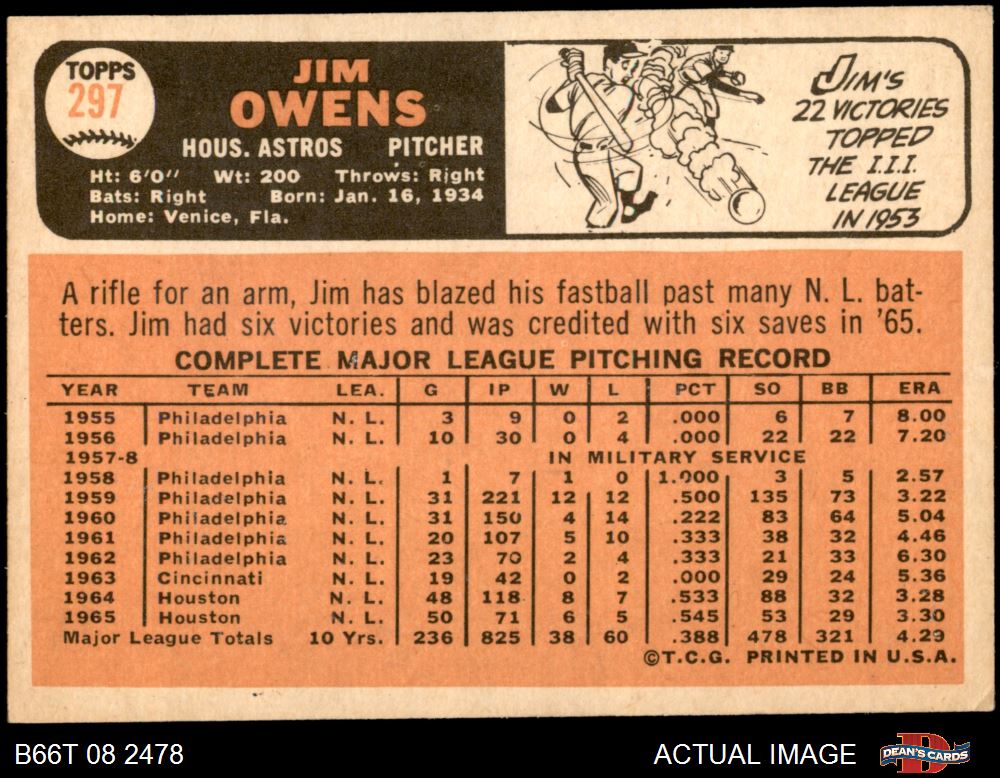 TOPPS
297
JIM
OWENS
HOUS. ASTROS PITCHER
Ht: 6'0" Wt: 200 Throws: Right
Bats: Right Born: Jan. 16, 1934
Home: Venice, Fla.
JIM'S
22 VICTORIES
TOPPED
THE I.I.I.
LEAGUE
IN 1953
A rifle for an arm, Jim has blazed his fastball past many N. L. bat-
ters. Jim had six victories and was credited with six saves in '65.
COMPLETE MAJOR LEAGUE PITCHING RECORD
YEAR TEAM LEA. G IP W L PCT SO BB ERA
1955 Philadelphia N. L. 3 9 0 2 .000 6 7 8.00
1956 Philadelphia N. L. 10 30 0 4 .000 22 22 7.20
1957-8 IN MILITARY SERVICE
1958 Philadelphia N. L. 1 7 1 0 1.000 3 5 2.57
1959 Philadelphia N. L. 31 221 12 12 .500 135 73 3.22
1960 Philadelphia N. L. 31 150 4 14 .222 83 64 5.04
1961 Philadelphia N. L. 20 107 5 10 .333 38 32 4.46
1962 Philadelphia N. L. 23 70 2 4 .333 21 33 6.30
1963 Cincinnati N. L. 19 42 0 2 .000 29 24 5.36
1964 Houston N. L. 48 118 8 7 .533 88 32 3.28
1965 Houston N. L. 50 71 6 5 .545 53 29 3.30
Major League Totals 10 Yrs. 236 825 38 60 .388 478 321 4.29
©T.C.G. PRINTED IN U.S.A.
B66T 08 2478 ACTUAL IMAGE DEAN'S CARDS